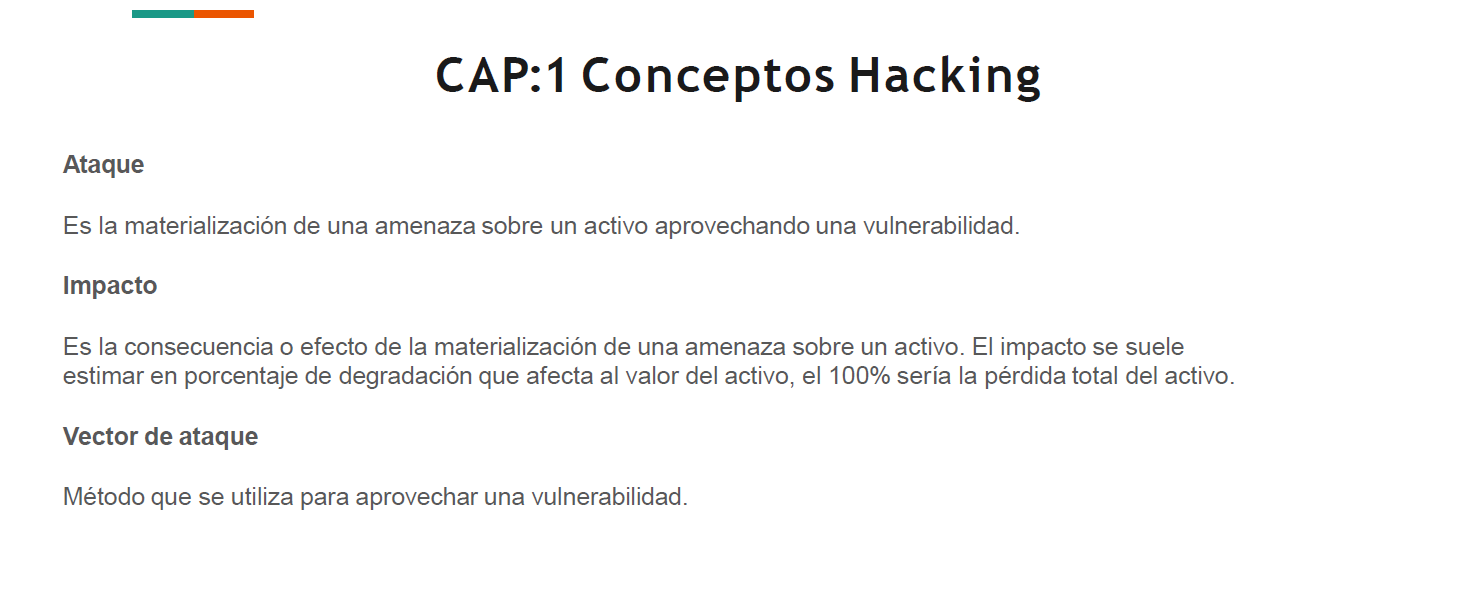 CAP:1 Conceptos Hacking
Ataque
Es la materialización de una amenaza sobre un activo aprovechando una vulnerabilidad.
Impacto
Es la consecuencia o efecto de la materialización de una amenaza sobre un activo. El impacto se suele
estimar en porcentaje de degradación que afecta al valor del activo, el 100% sería la pérdida total del activo.
Vector de ataque
Método que se utiliza para aprovechar una vulnerabilidad.